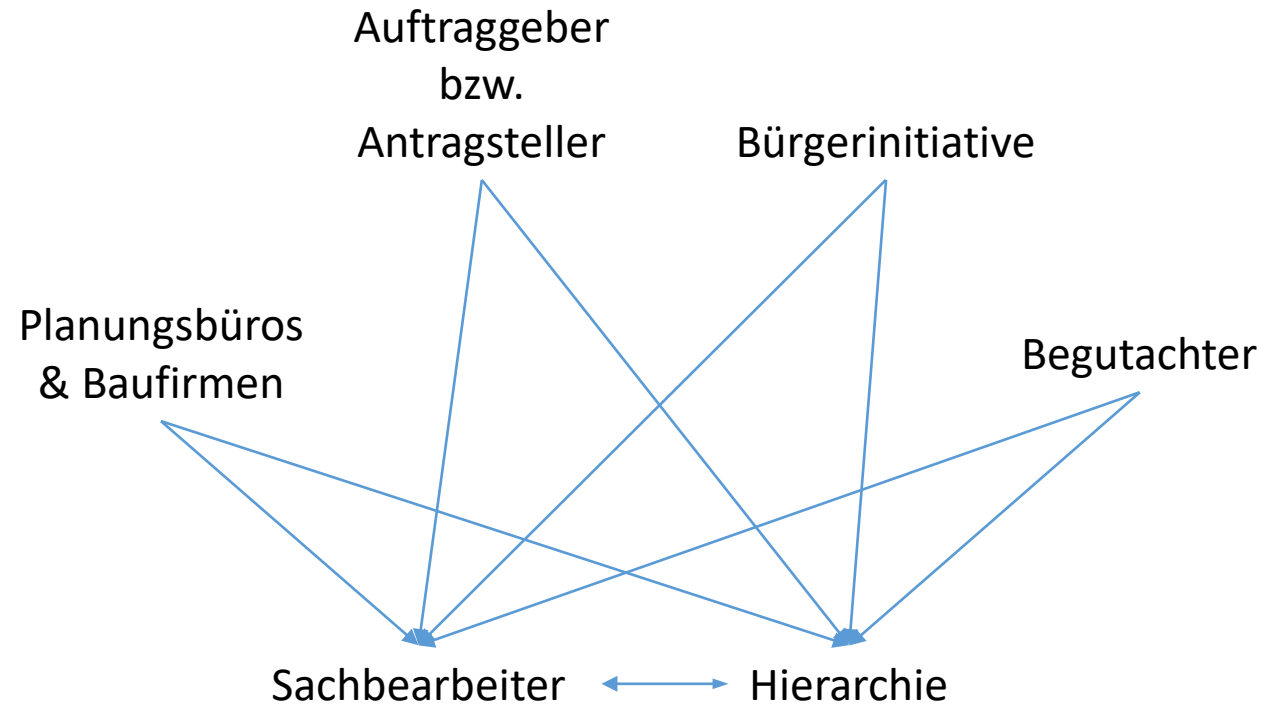 Auftraggeber
bzw.
Antragsteller
Bürgerinitiative
Planungsbüros
& Baufirmen
Begutachter
Sachbearbeiter
Hierarchie